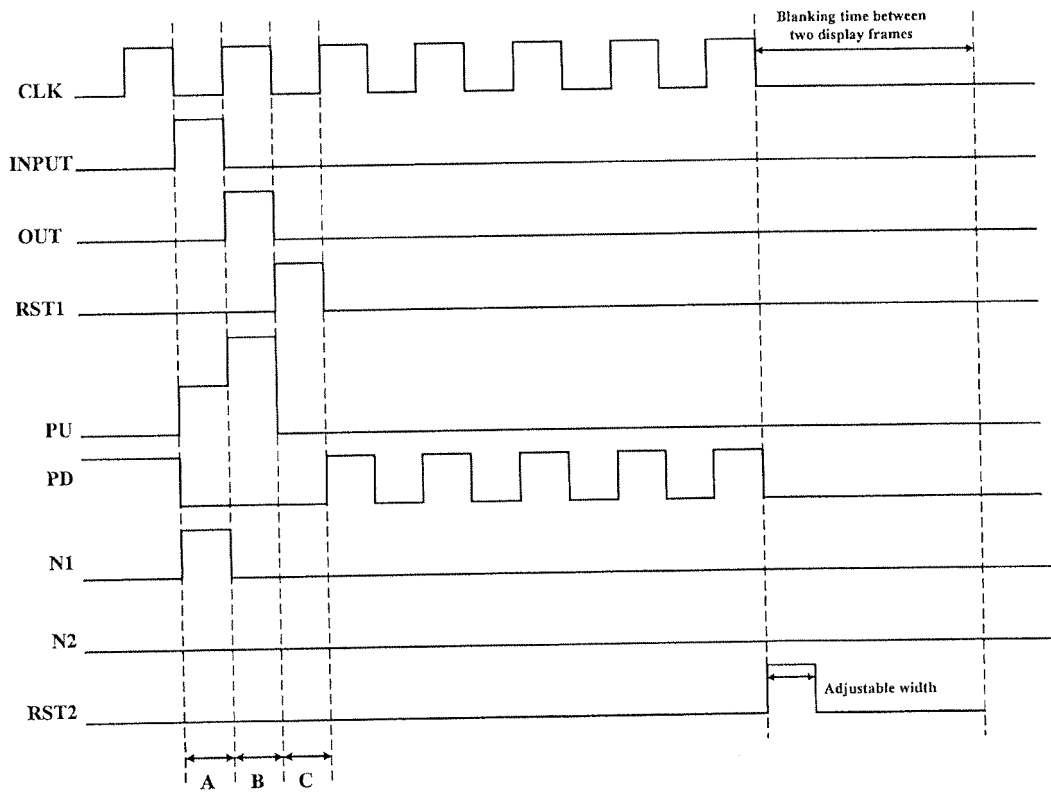 Blanking time between
two display frames
CLK
INPUT
OUT
RST1
PU
PD
N1
N2
RST2
Adjustable width
A B C